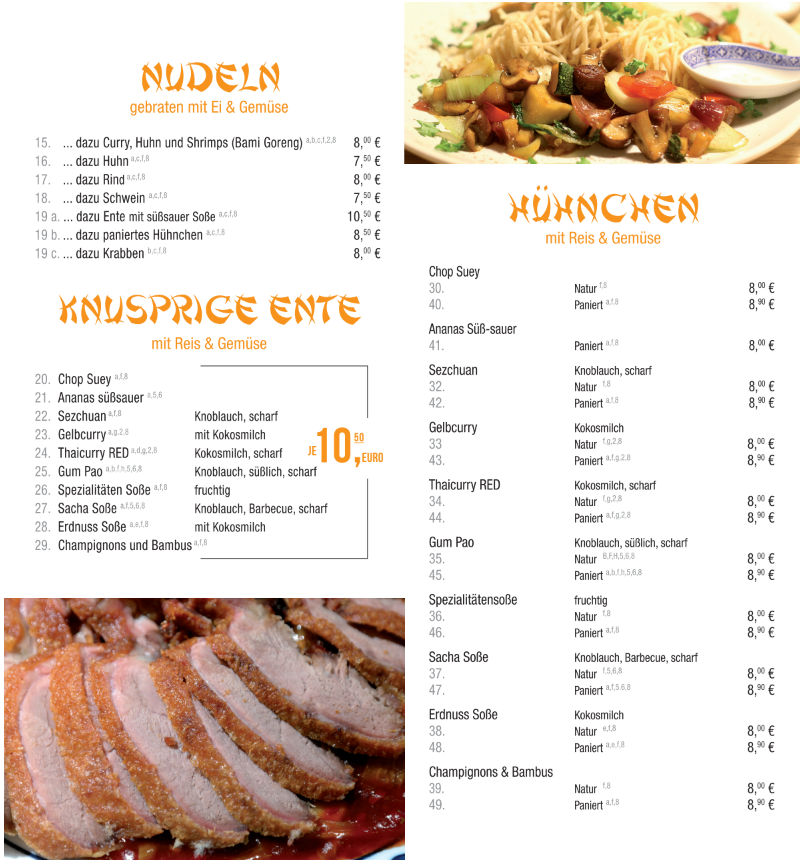 NUDELN
gebraten mit Ei & Gemüse
15. ... dazu Curry, Huhn und Shrimps (Bami Goreng) a,b,c,f,2,8 8,00 €
16. ... dazu Huhn a,c,f,8 7,50 €
17. ... dazu Rind a,c,f,8 8,00 €
18. ... dazu Schwein a,c,f,8 7,50 €
19 a. ... dazu Ente mit süßsauer Soße a,c,f,8 10,50 €
19 b. ... dazu paniertes Hühnchen a,c,f,8 8,50 €
19 c. ... dazu Krabben b,c,f,8 8,00 €
KNUSPRIGE ENTE
mit Reis & Gemüse
20. Chop Suey a,f,8
21. Ananas süßsauer a,5,6
22. Sezchuan a,f,8 Knoblauch, scharf
23. Gelbcurry a,g,2,8 mit Kokosmilch
24. Thaicurry RED a,d,g,2,8 Kokosmilch, scharf
25. Gum Pao a,b,f,h,5,6,8 Knoblauch, süßlich, scharf
26. Spezialitäten Soße a,f,8 fruchtig
27. Sacha Soße a,f,5,6,8 Knoblauch, Barbecue, scharf
28. Erdnuss Soße a,e,f,8 mit Kokosmilch
29. Champignons und Bambus a,f,8
JE 10,50 EURO
HÜHNCHEN
mit Reis & Gemüse
Chop Suey
30. Natur f,8 8,00 €
40. Paniert a,f,8 8,90 €
Ananas Süß-sauer
41. Paniert a,f,8 8,00 €
Sezchuan Knoblauch, scharf
32. Natur f,8 8,00 €
42. Paniert a,f,8 8,90 €
Gelbcurry Kokosmilch
33 Natur f,g,2,8 8,00 €
43. Paniert a,f,g,2,8 8,90 €
Thaicurry RED Kokosmilch, scharf
34. Natur f,g,2,8 8,00 €
44. Paniert a,f,g,2,8 8,90 €
Gum Pao Knoblauch, süßlich, scharf
35. Natur B,F,H,5,6,8 8,00 €
45. Paniert a,b,f,h,5,6,8 8,90 €
Spezialitätensoße fruchtig
36. Natur f,8 8,00 €
46. Paniert a,f,8 8,90 €
Sacha Soße Knoblauch, Barbecue, scharf
37. Natur f,5,6,8 8,00 €
47. Paniert a,f,5,6,8 8,90 €
Erdnuss Soße Kokosmilch
38. Natur e,f,8 8,00 €
48. Paniert a,e,f,8 8,90 €
Champignons & Bambus
39. Natur f,8 8,00 €
49. Paniert a,f,8 8,90 €